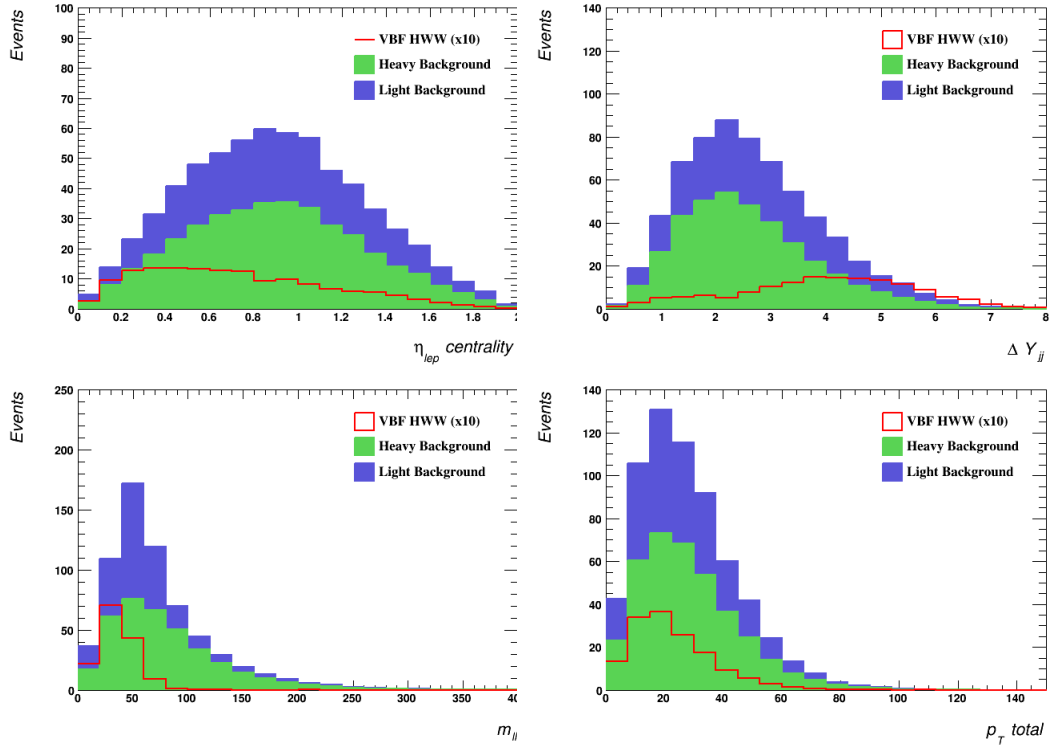 Events
100
90
80
70
60
50
40
30
20
10
0
VBF HWW (x10)
Heavy Background
Light Background
0 0.2 0.4 0.6 0.8 1 1.2 1.4 1.6 1.8 2
η lep centrality
Events
140
120
100
80
60
40
20
0
VBF HWW (x10)
Heavy Background
Light Background
0 1 2 3 4 5 6 7 8
Δ Y jj
Events
250
200
150
100
50
0
VBF HWW (x10)
Heavy Background
Light Background
0 50 100 150 200 250 300 350 400
m ll
Events
140
120
100
80
60
40
20
0
VBF HWW (x10)
Heavy Background
Light Background
0 20 40 60 80 100 120 140
p T total